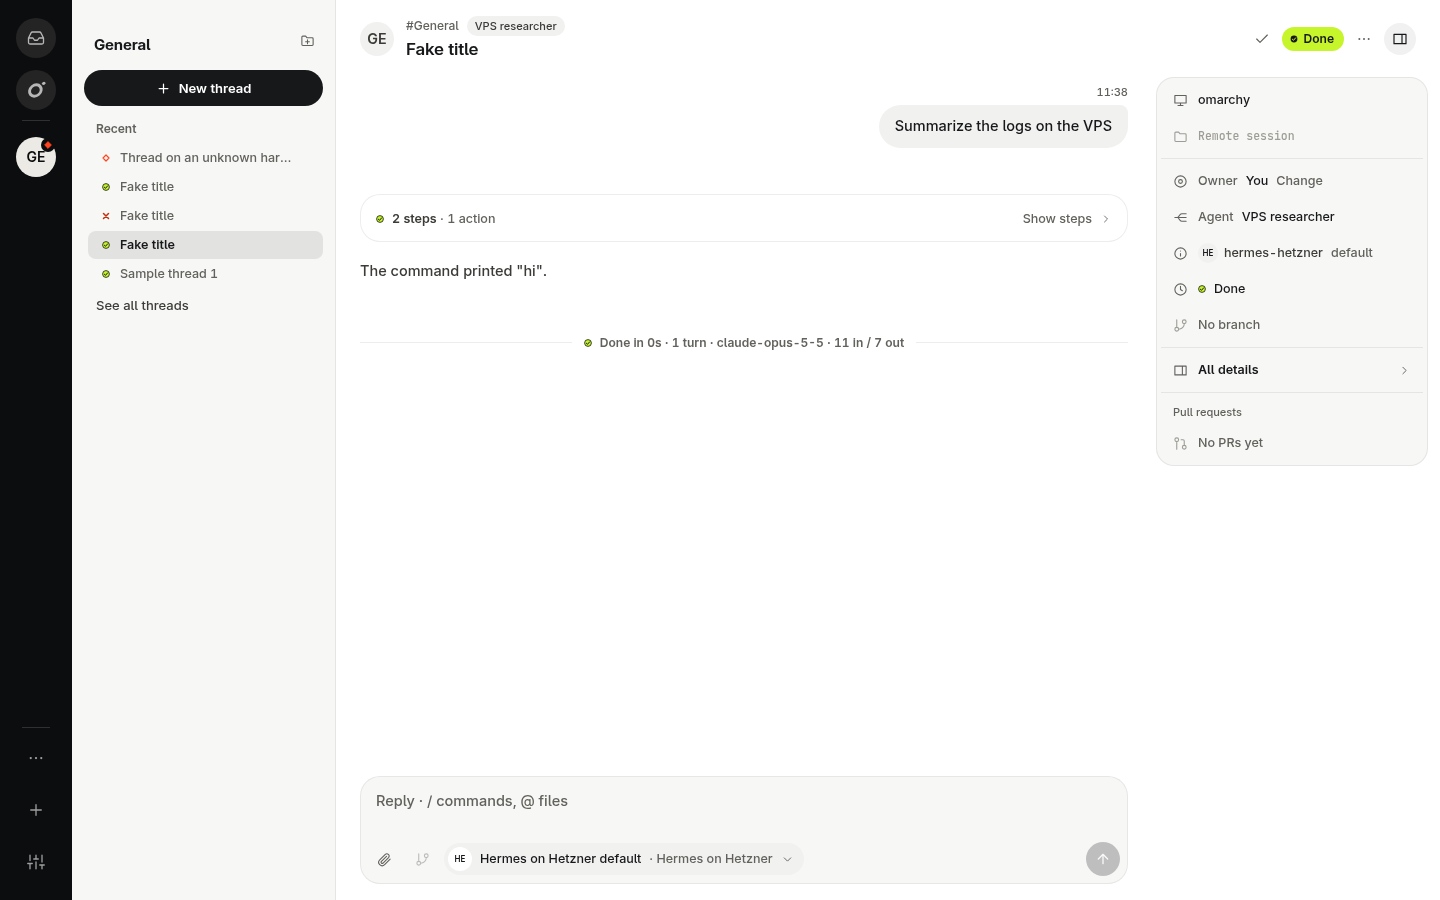 General
New thread
Recent
Thread on an unknown har...
Fake title
Fake title
Fake title
Sample thread 1
See all threads
GE
GE
#General VPS researcher
Fake title
Done
11:38
Summarize the logs on the VPS
2 steps · 1 action
Show steps
The command printed "hi".
Done in 0s · 1 turn · claude-opus-5-5 · 11 in / 7 out
Reply · / commands, @ files
HE Hermes on Hetzner default · Hermes on Hetzner
omarchy
Remote session
Owner You Change
Agent VPS researcher
HE hermes-hetzner default
Done
No branch
All details
Pull requests
No PRs yet